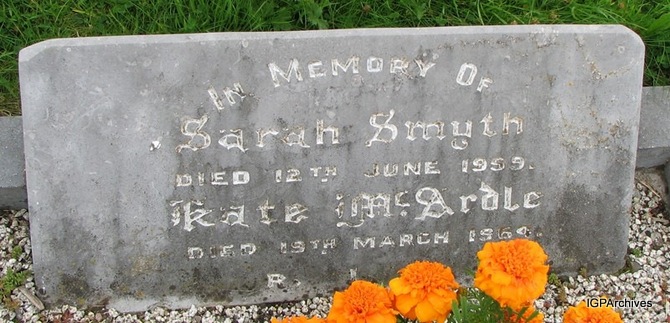 In Memory Of
Sarah Smyth
DIED 12TH JUNE 1959.
Kate McArdle
DIED 19TH MARCH 1964.
R. I.
IGPArchives